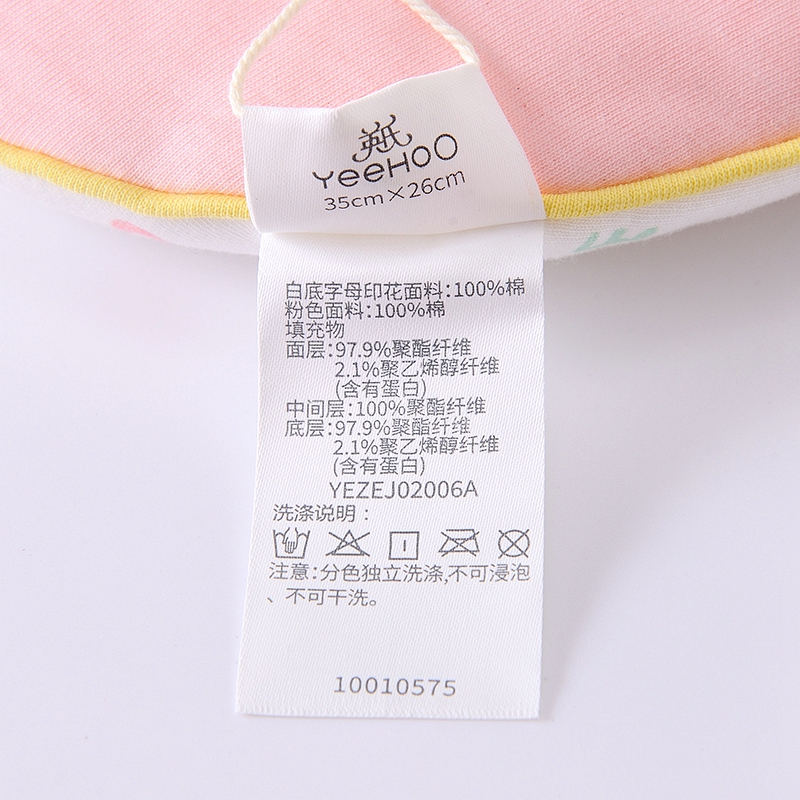 英氏
YeeHOO
35cm×26cm
白底字母印花面料:100%棉
粉色面料:100%棉
填充物
面层:97.9%聚酯纤维
2.1%聚乙烯醇纤维
(含有蛋白)
中间层:100%聚酯纤维
底层:97.9%聚酯纤维
2.1%聚乙烯醇纤维
(含有蛋白)
YEZEJ02006A
洗涤说明:
注意:分色独立洗涤,不可浸泡
、不可干洗。
10010575